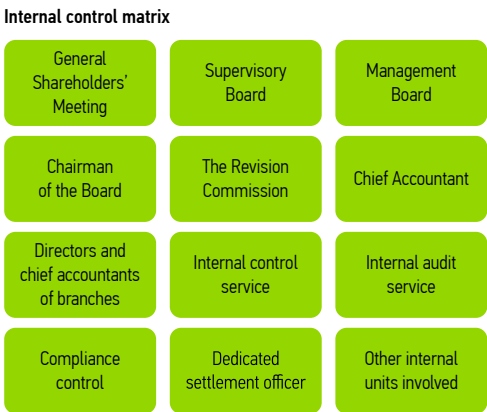 Internal control matrix
General
Shareholders’
Meeting
Supervisory
Board
Management
Board
Chairman
of the Board
The Revision
Commission
Chief Accountant
Directors and
chief accountants
of branches
Internal control
service
Internal audit
service
Compliance
control
Dedicated
settlement officer
Other internal
units involved